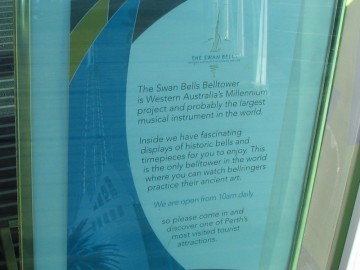 THE SWAN BELL
The Swan Bells Belltower
is Western Australia's Millennium
project and probably the largest
musical instrument in the world.
Inside we have fascinating
displays of historic bells and
timepieces for you to enjoy. This
is the only belltower in the world
where you can watch bellringers
practice their ancient art.
We are open from 10am daily
so please come in and
discover one of Perth's
most visited tourist
attractions.